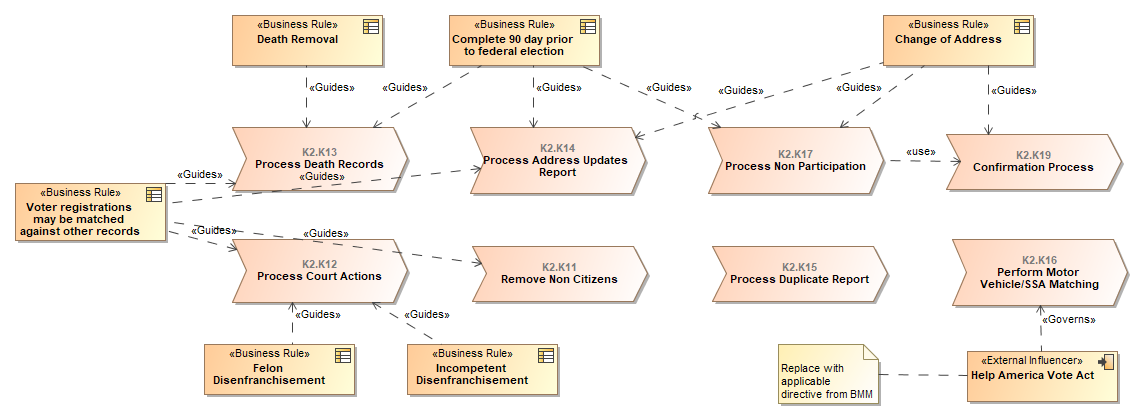 «Business Rule»
Death Removal
«Business Rule»
Complete 90 day prior
to federal election
«Business Rule»
Change of Address
«Guides»
«Guides»
«Guides»
«Guides»
«Guides»
«Guides»
«Guides»
K2.K13
Process Death Records
K2.K14
Process Address Updates
Report
K2.K17
Process Non Participation
«use»
K2.K19
Confirmation Process
«Guides»
«Guides»
«Business Rule»
Voter registrations
may be matched
against other records
«Guides»
«Guides»
K2.K12
Process Court Actions
K2.K11
Remove Non Citizens
K2.K15
Process Duplicate Report
K2.K16
Perform Motor
Vehicle/SSA Matching
«Guides»
«Guides»
«Governs»
«Business Rule»
Felon
Disenfranchisement
«Business Rule»
Incompetent
Disenfranchisement
Replace with
applicable
directive from BMM
«External Influencer»
Help America Vote Act